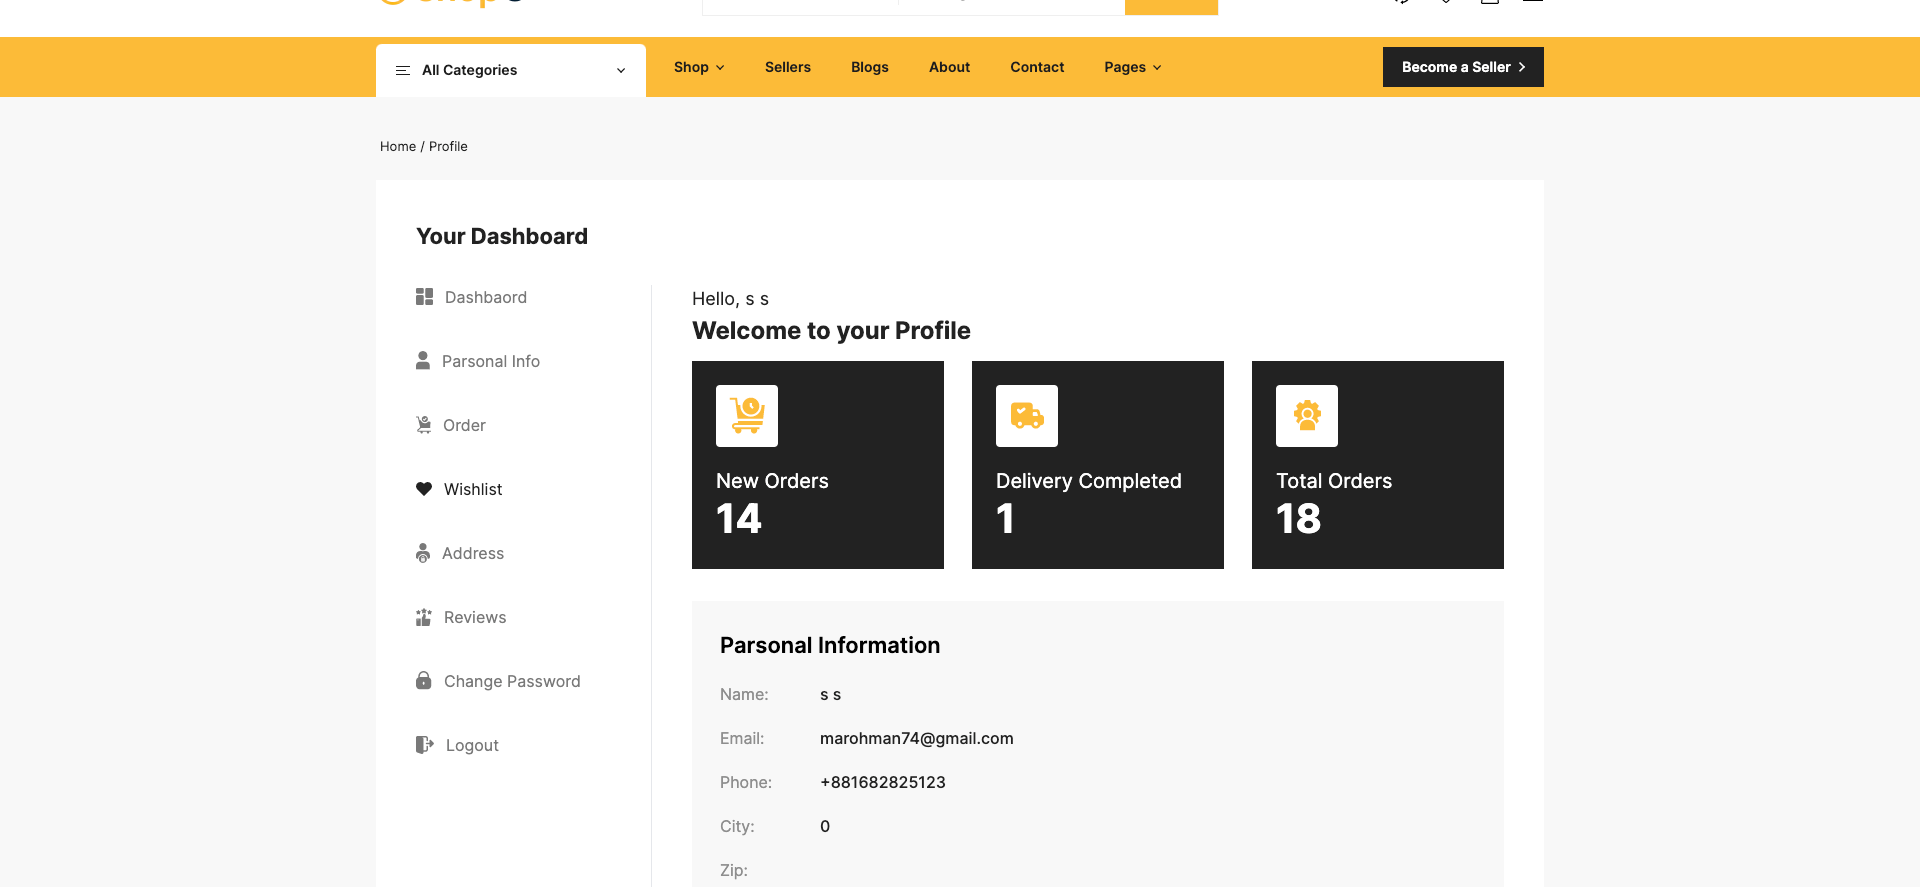 All Categories
Shop
Sellers
Blogs
About
Contact
Pages
Become a Seller
Home / Profile
Your Dashboard
Dashbaord
Parsonal Info
Order
Wishlist
Address
Reviews
Change Password
Logout
Hello, s s
Welcome to your Profile
New Orders
14
Delivery Completed
1
Total Orders
18
Parsonal Information
Name: s s
Email: marohman74@gmail.com
Phone: +881682825123
City: 0
Zip: